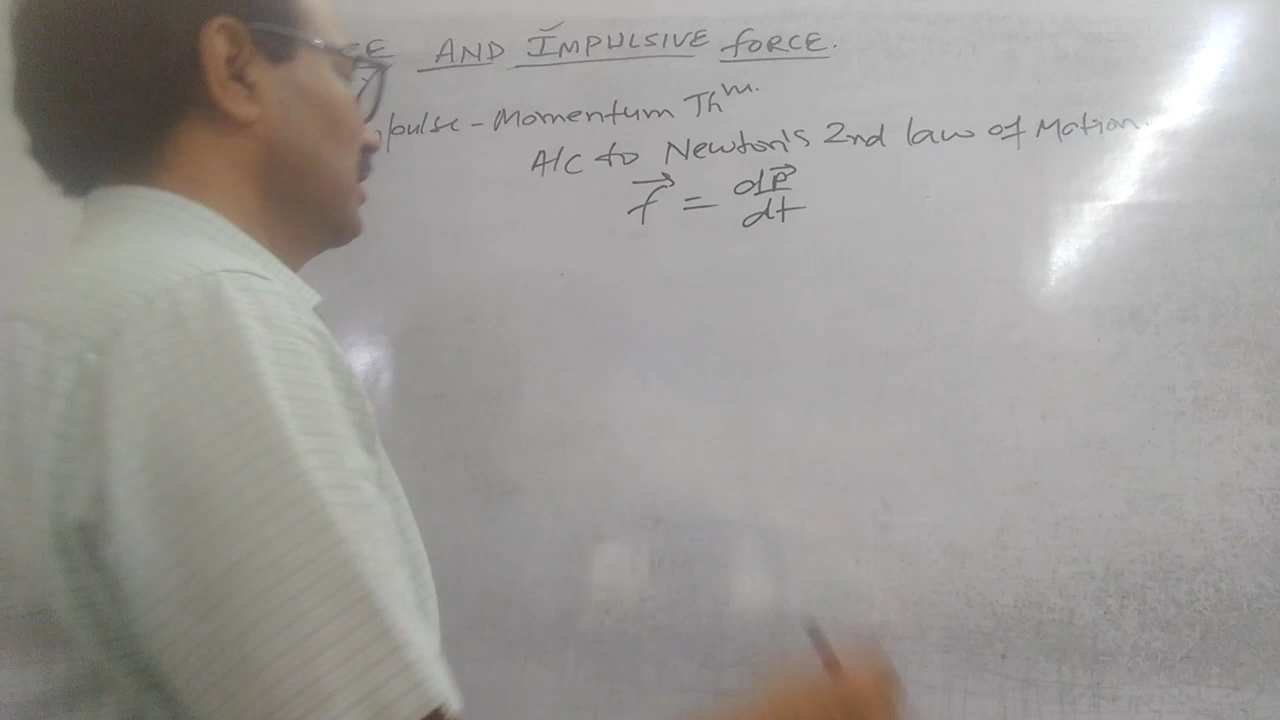 AND IMPULSIVE FORCE.
pulse - Momentum Thm.
A/C to Newton's 2nd law of Motion.
f⃗ = dP⃗/dt